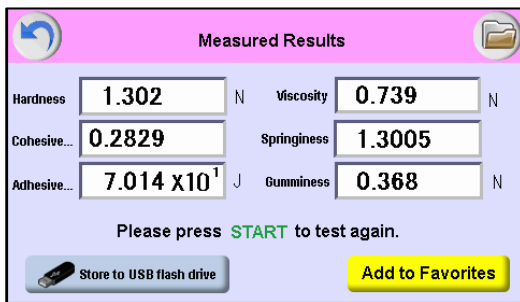 Measured Results
Hardness 1.302 N Viscosity 0.739 N
Cohesive... 0.2829 Springiness 1.3005
Adhesive... 7.014 X10¹ J Gumminess 0.368 N
Please press START to test again.
Store to USB flash drive Add to Favorites